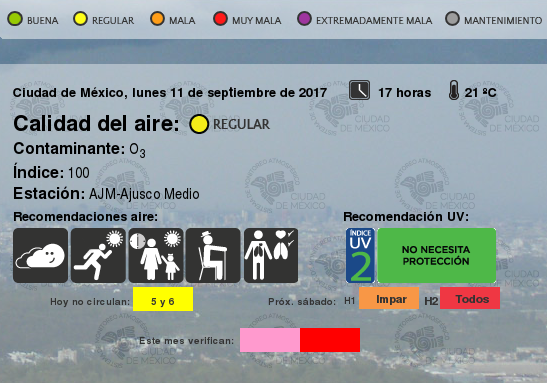 BUENA REGULAR MALA MUY MALA EXTREMADAMENTE MALA MANTENIMIENTO
Ciudad de México, lunes 11 de septiembre de 2017 17 horas 21 ºC
Calidad del aire: REGULAR
Contaminante: O3
Índice: 100
Estación: AJM-Ajusco Medio
Recomendaciones aire: Recomendación UV:
ÍNDICE
UV
2
NO NECESITA
PROTECCIÓN
Hoy no circulan: 5 y 6 Próx. sábado: H1 Impar H2 Todos
Este mes verifican:
CIUDAD
DE MÉXICO